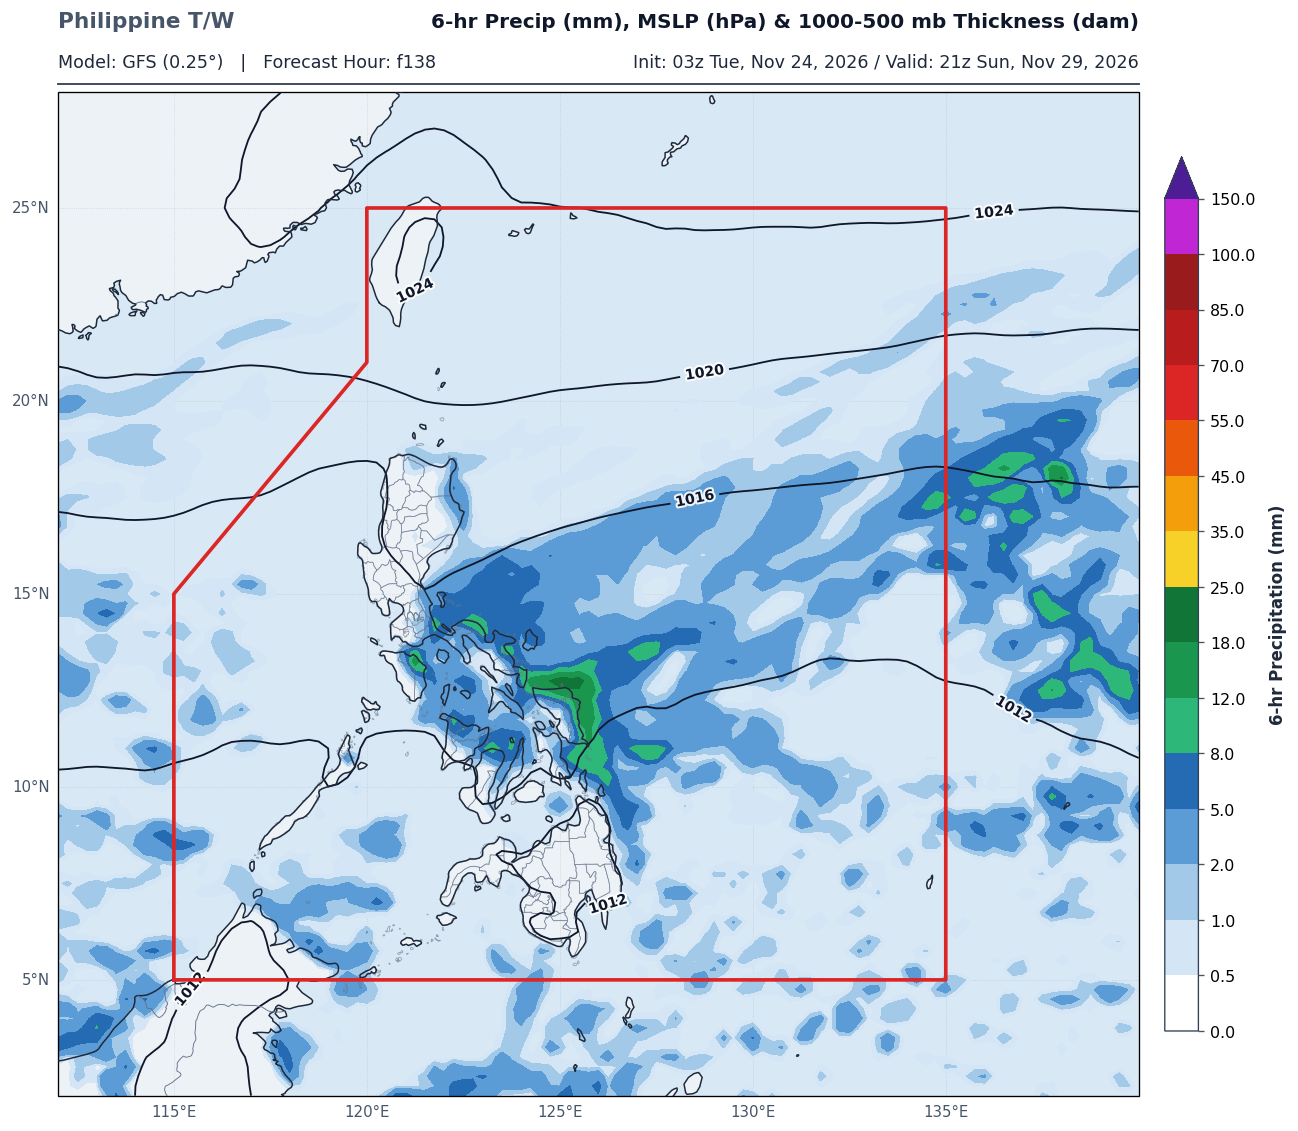 Philippine T/W
6-hr Precip (mm), MSLP (hPa) & 1000-500 mb Thickness (dam)
Model: GFS (0.25°)   |   Forecast Hour: f138
Init: 03z Tue, Nov 24, 2026 / Valid: 21z Sun, Nov 29, 2026
25°N
20°N
15°N
10°N
5°N
115°E
120°E
125°E
130°E
135°E
1024
1024
1020
1016
1012
1012
1012
150.0
100.0
85.0
70.0
55.0
45.0
35.0
25.0
18.0
12.0
8.0
5.0
2.0
1.0
0.5
0.0
6-hr Precipitation (mm)